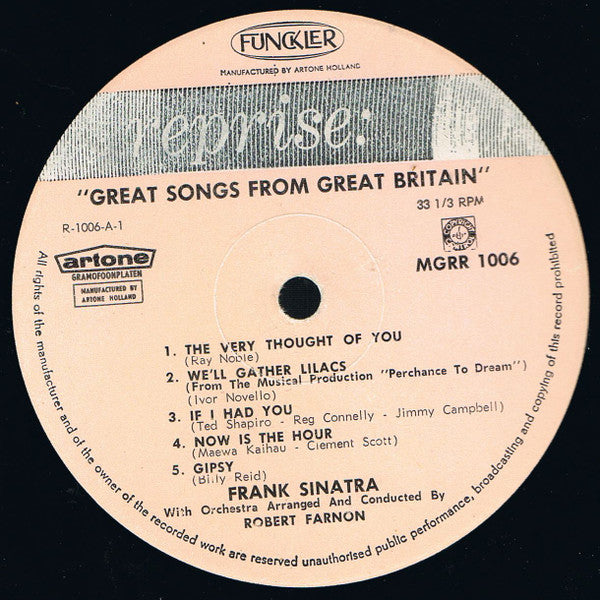 FUNCKLER
MANUFACTURED BY ARTONE HOLLAND
reprise:
"GREAT SONGS FROM GREAT BRITAIN"
33 1/3 RPM
R-1006-A-1
artone
GRAMOFOONPLATEN
MANUFACTURED BY
ARTONE HOLLAND
MGRR 1006
1. THE VERY THOUGHT OF YOU
(Ray Noble)
2. WE'LL GATHER LILACS
(From The Musical Production "Perchance To Dream")
(Ivor Novello)
3. IF I HAD YOU
(Ted Shapiro - Reg Connelly - Jimmy Campbell)
4. NOW IS THE HOUR
(Maewa Kaihau - Clement Scott)
5. GIPSY
(Billy Reid)
FRANK SINATRA
With Orchestra Arranged And Conducted By
ROBERT FARNON
All rights of the manufacturer and of the owner of the recorded work are reserved unauthorised public performance, broadcasting and copying of this record prohibited